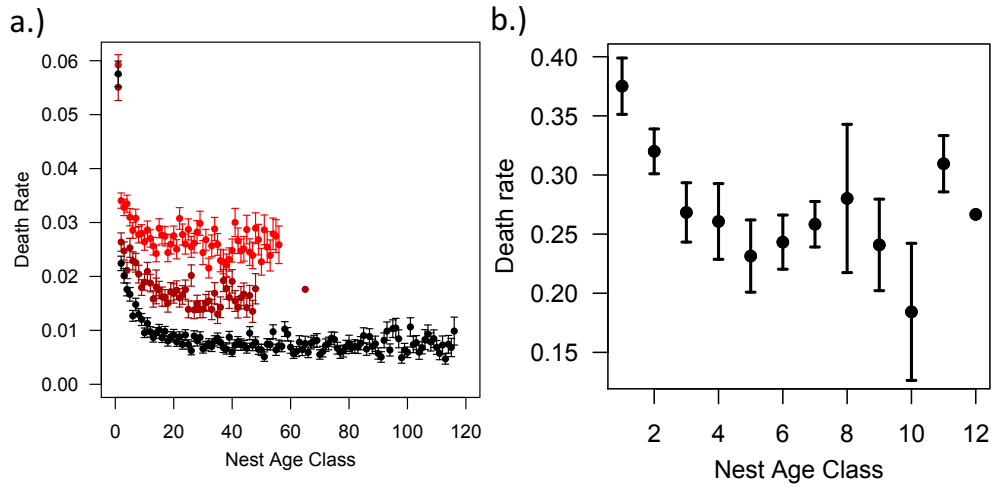 a.)
0.06
0.05
0.04
0.03
0.02
0.01
0.00
Death Rate
0 20 40 60 80 100 120
Nest Age Class
b.)
0.40
0.35
0.30
0.25
0.20
0.15
Death rate
2 4 6 8 10 12
Nest Age Class